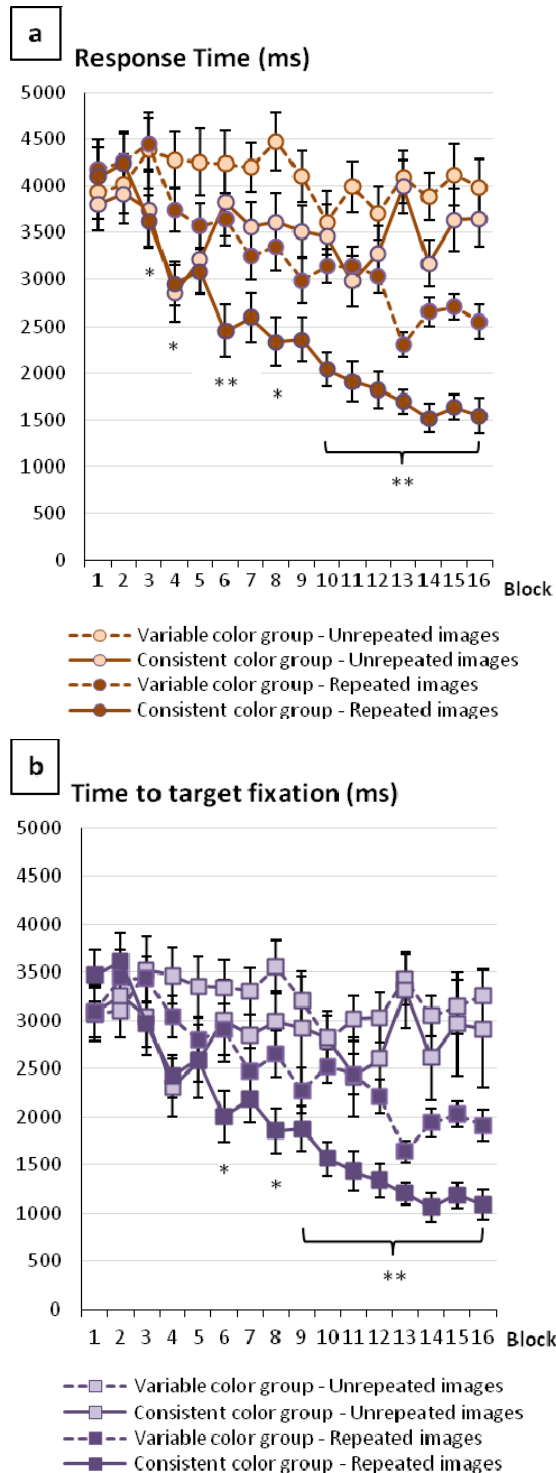 a
Response Time (ms)
5000
4500
4000
3500
3000
2500
2000
1500
1000
500
0
*
*
**
*
**
1 2 3 4 5 6 7 8 9 10 11 12 13 14 15 16 Block
Variable color group - Unrepeated images
Consistent color group - Unrepeated images
Variable color group - Repeated images
Consistent color group - Repeated images
b
Time to target fixation (ms)
5000
4500
4000
3500
3000
2500
2000
1500
1000
500
0
*
*
**
1 2 3 4 5 6 7 8 9 10 11 12 13 14 15 16 Block
Variable color group - Unrepeated images
Consistent color group - Unrepeated images
Variable color group - Repeated images
Consistent color group - Repeated images